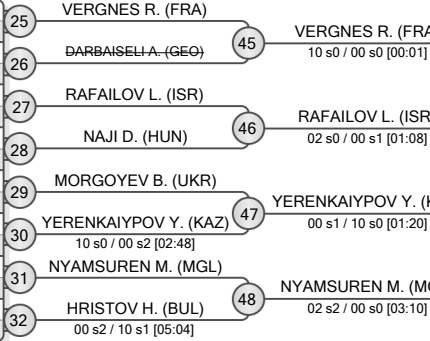 25
VERGNES R. (FRA)
26
DARBAISELI A. (GEO)
45
VERGNES R. (FRA
10 s0 / 00 s0 [00:01]
27
RAFAILOV L. (ISR)
28
NAJI D. (HUN)
46
RAFAILOV L. (ISR
02 s0 / 00 s1 [01:08]
29
MORGOYEV B. (UKR)
30
YERENKAIYPOV Y. (KAZ)
10 s0 / 00 s2 [02:48]
47
YERENKAIYPOV Y. (K
00 s1 / 10 s0 [01:20]
31
NYAMSUREN M. (MGL)
32
HRISTOV H. (BUL)
00 s2 / 10 s1 [05:04]
48
NYAMSUREN M. (MG
02 s2 / 00 s0 [03:10]